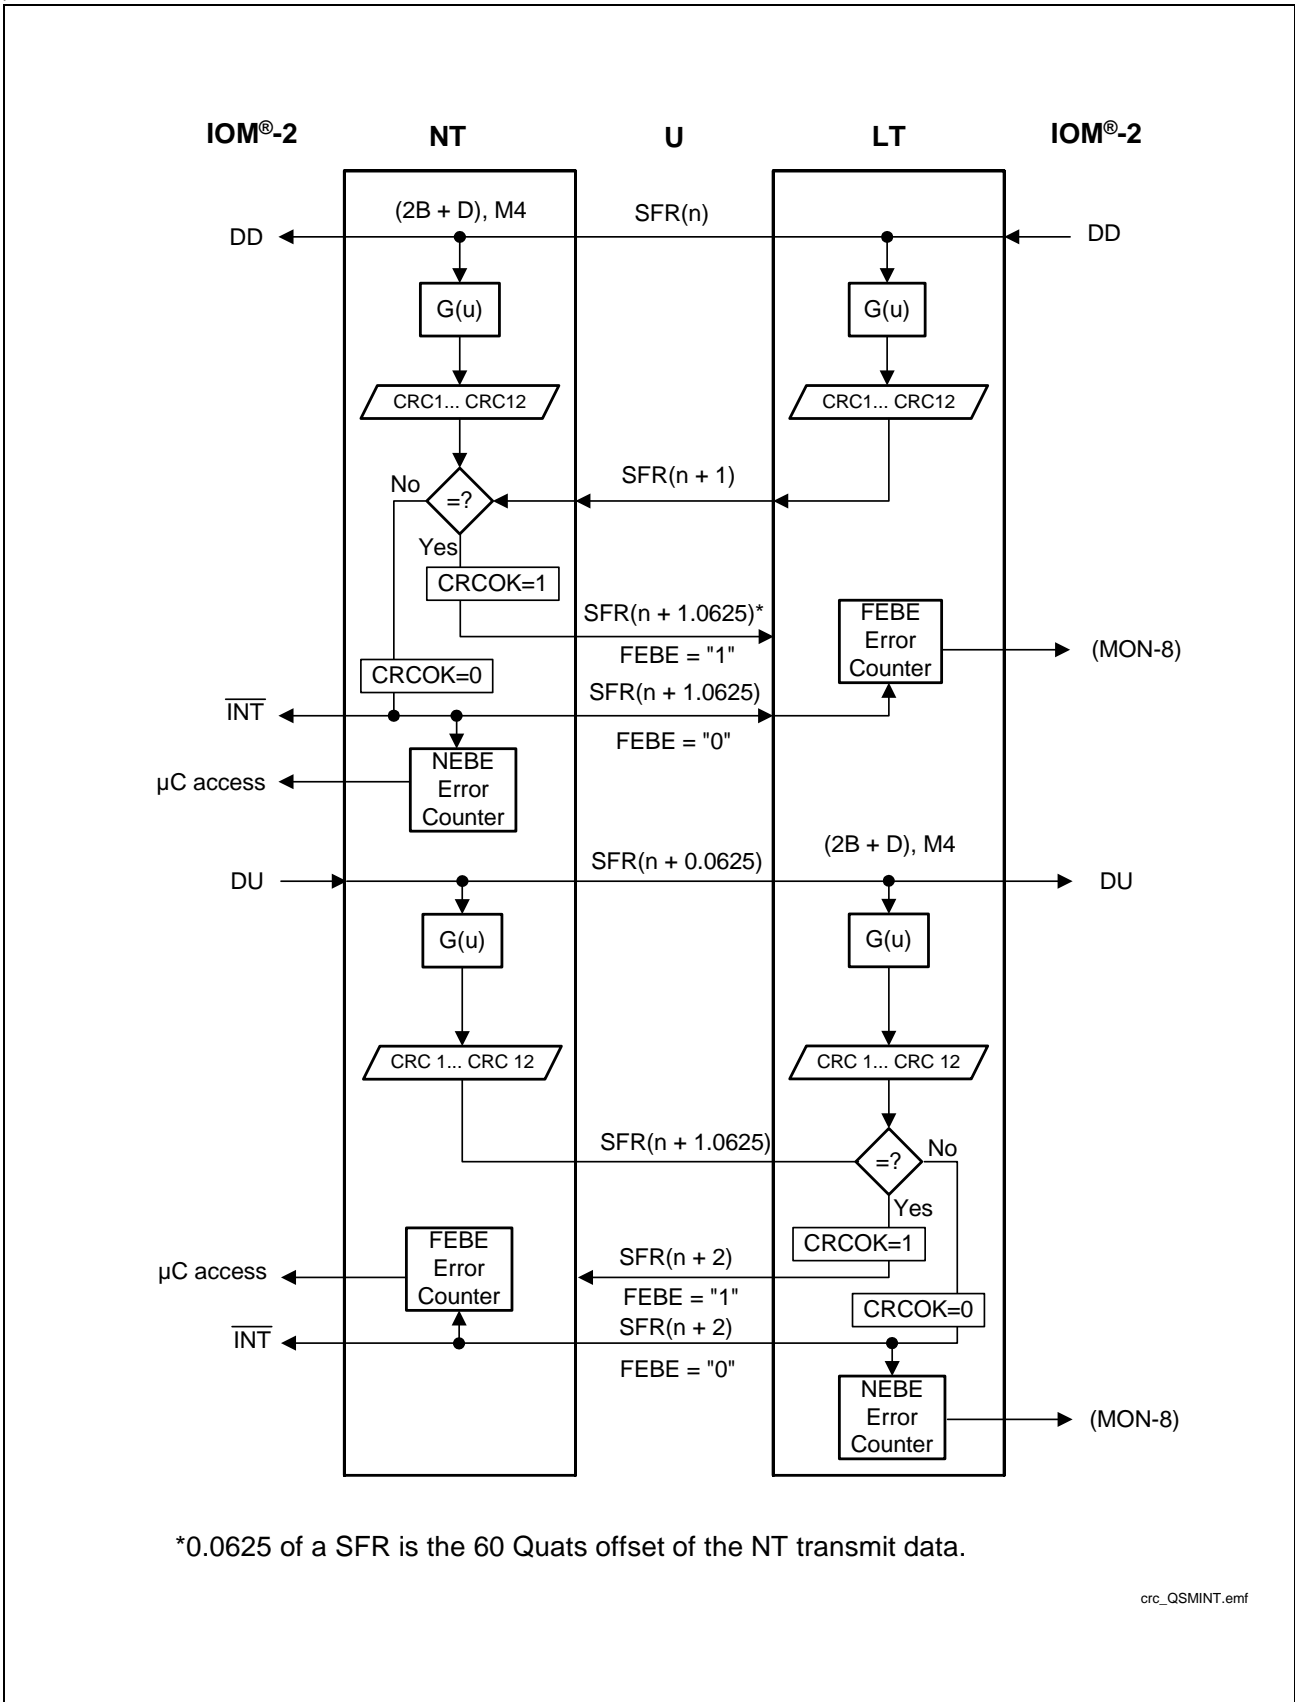 IOM®-2 NT U LT IOM®-2
(2B + D), M4 SFR(n)
DD DD
G(u) G(u)
CRC1... CRC12 CRC1... CRC12
SFR(n + 1)
No
=?
Yes
CRCOK=1
SFR(n + 1.0625)*
FEBE = "1"
FEBE
Error
Counter
(MON-8)
CRCOK=0
SFR(n + 1.0625)
INT
FEBE = "0"
NEBE
Error
Counter
µC access
(2B + D), M4
SFR(n + 0.0625)
DU DU
G(u) G(u)
CRC 1... CRC 12 CRC 1... CRC 12
SFR(n + 1.0625)
=?
No
Yes
CRCOK=1
FEBE
Error
Counter
µC access
SFR(n + 2)
FEBE = "1"
CRCOK=0
SFR(n + 2)
INT
FEBE = "0"
NEBE
Error
Counter
(MON-8)
*0.0625 of a SFR is the 60 Quats offset of the NT transmit data.
crc_QSMINT.emf